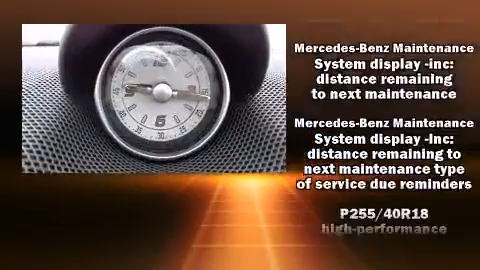 Mercedes-Benz Maintenance
System display -inc:
distance remaining
to next maintenance
Mercedes-Benz Maintenance
System display -inc:
distance remaining to
next maintenance type
of service due reminders
P255/40R18
high-performance